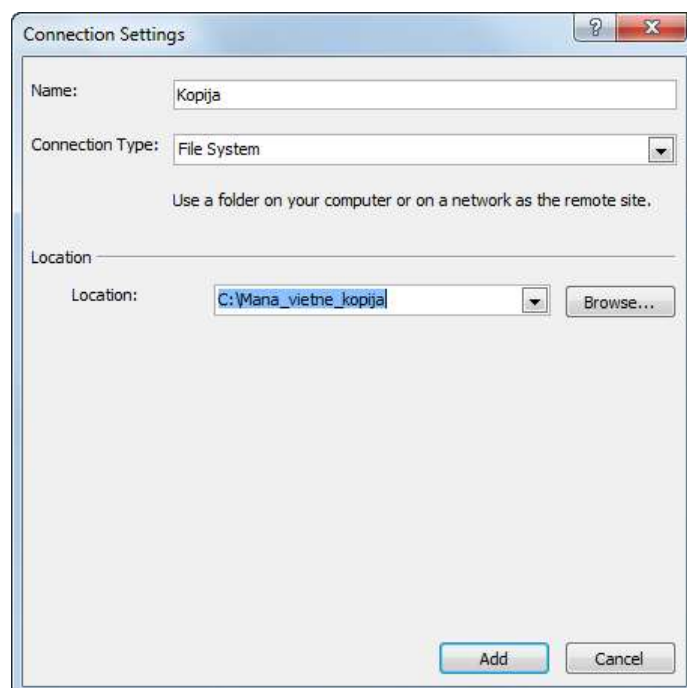 Connection Settings
Name:
Kopija
Connection Type:
File System
Use a folder on your computer or on a network as the remote site.
Location
Location:
C:\Mana_vietne_kopija
Browse...
Add
Cancel